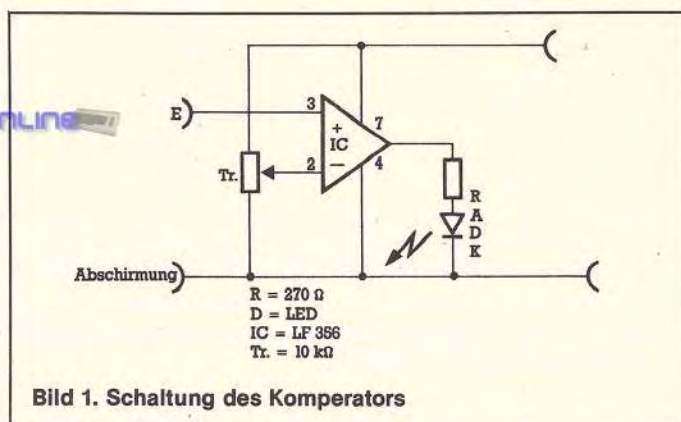 NLINE
E
3
+
IC
7
2
−
4
Tr.
R
A
D
K
Abschirmung
R = 270 Ω
D = LED
IC = LF 356
Tr. = 10 kΩ
Bild 1. Schaltung des Komperators